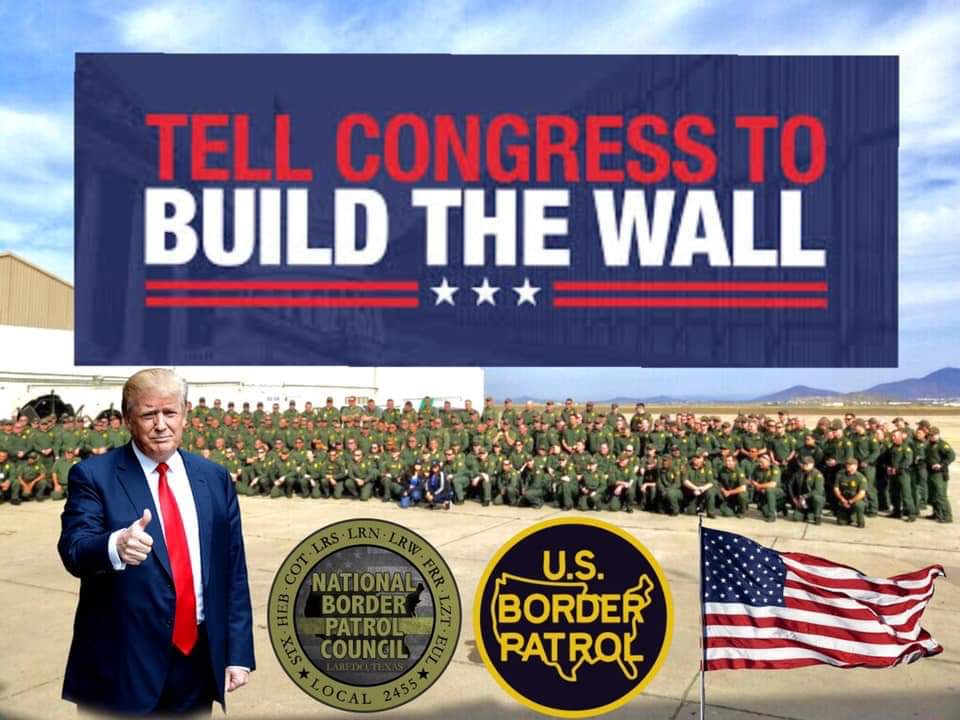 TELL CONGRESS TO
BUILD THE WALL
STX · HEB · COT · LRS · LRN · LRW · FRR · LZT · EUL
NATIONAL
BORDER
PATROL
COUNCIL
LAREDO, TEXAS
LOCAL 2455
U.S.
BORDER
PATROL